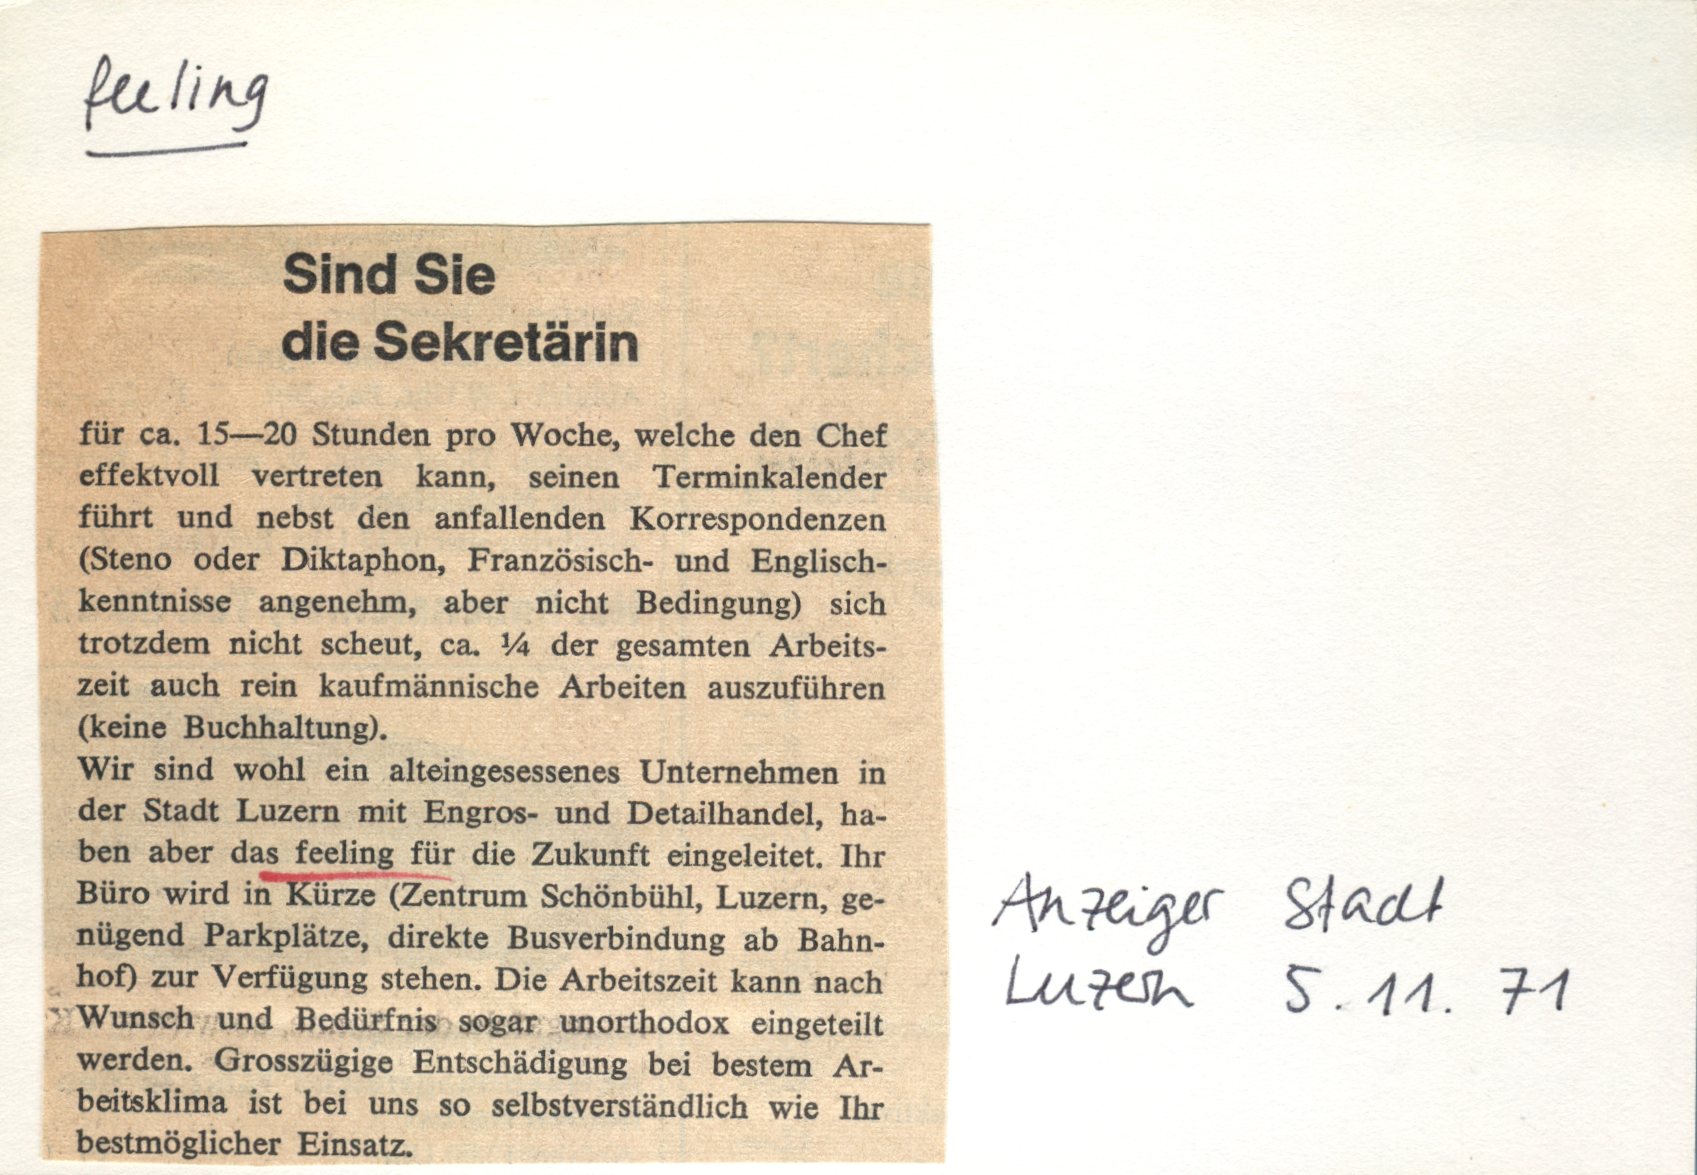 feeling
Sind Sie
die Sekretärin
für ca. 15—20 Stunden pro Woche, welche den Chef
effektvoll vertreten kann, seinen Terminkalender
führt und nebst den anfallenden Korrespondenzen
(Steno oder Diktaphon, Französisch- und Englisch-
kenntnisse angenehm, aber nicht Bedingung) sich
trotzdem nicht scheut, ca. ¼ der gesamten Arbeits-
zeit auch rein kaufmännische Arbeiten auszuführen
(keine Buchhaltung).
Wir sind wohl ein alteingesessenes Unternehmen in
der Stadt Luzern mit Engros- und Detailhandel, ha-
ben aber das feeling für die Zukunft eingeleitet. Ihr
Büro wird in Kürze (Zentrum Schönbühl, Luzern, ge-
nügend Parkplätze, direkte Busverbindung ab Bahn-
hof) zur Verfügung stehen. Die Arbeitszeit kann nach
Wunsch und Bedürfnis sogar unorthodox eingeteilt
werden. Grosszügige Entschädigung bei bestem Ar-
beitsklima ist bei uns so selbstverständlich wie Ihr
bestmöglicher Einsatz.
Anzeiger Stadt
Luzern 5.11.71